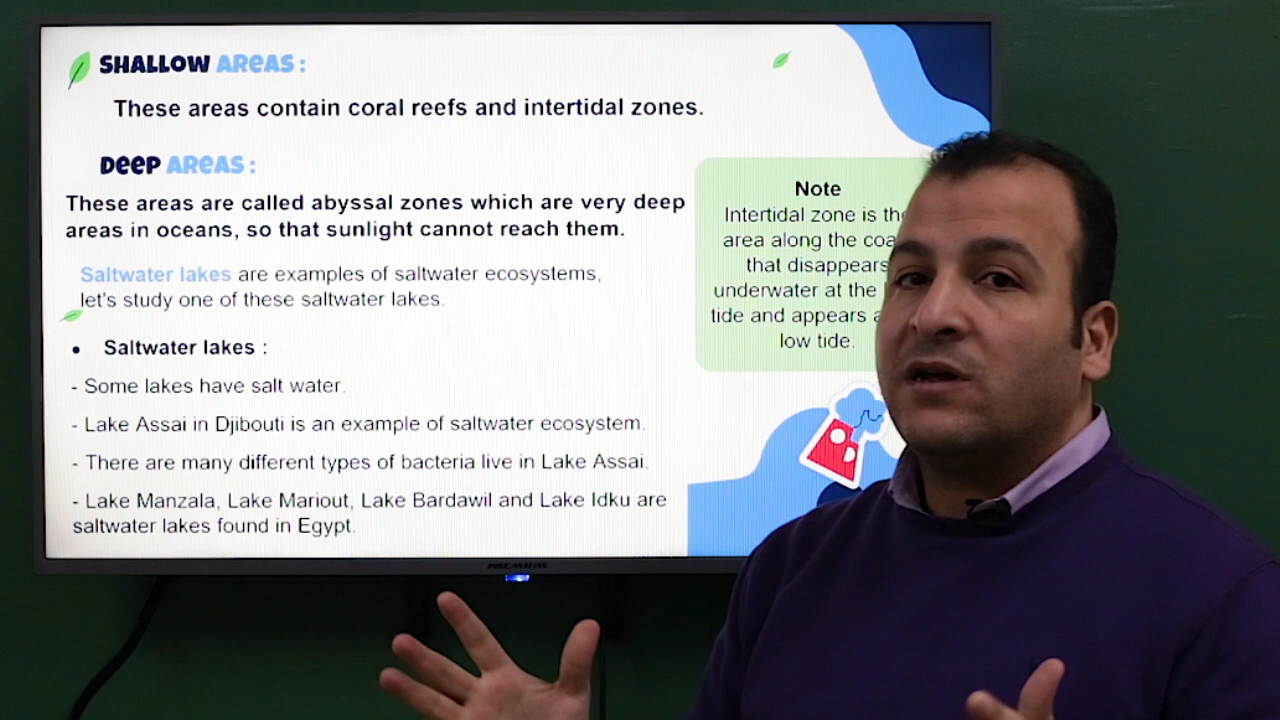 SHALLOW AREAS :
These areas contain coral reefs and intertidal zones.
DEEP AREAS :
These areas are called abyssal zones which are very deep
areas in oceans, so that sunlight cannot reach them.
Saltwater lakes are examples of saltwater ecosystems,
let's study one of these saltwater lakes.
• Saltwater lakes :
- Some lakes have salt water.
- Lake Assai in Djibouti is an example of saltwater ecosystem.
- There are many different types of bacteria live in Lake Assai.
- Lake Manzala, Lake Mariout, Lake Bardawil and Lake Idku are
saltwater lakes found in Egypt.
Note
Intertidal zone is
area along the
that disappears
underwater at the
tide and appears
low tide.
PREMIUM